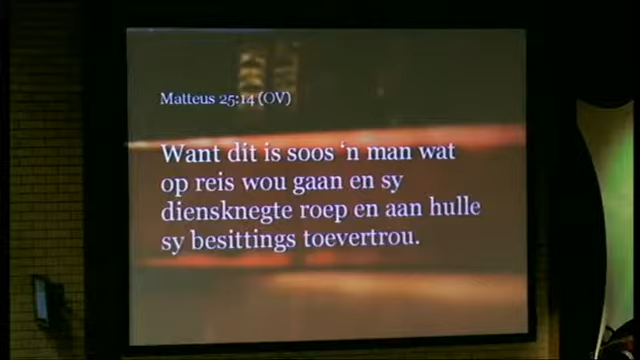 Matteus 25:14 (OV)
Want dit is soos ‘n man wat
op reis wou gaan en sy
diensknegte roep en aan hulle
sy besittings toevertrou.